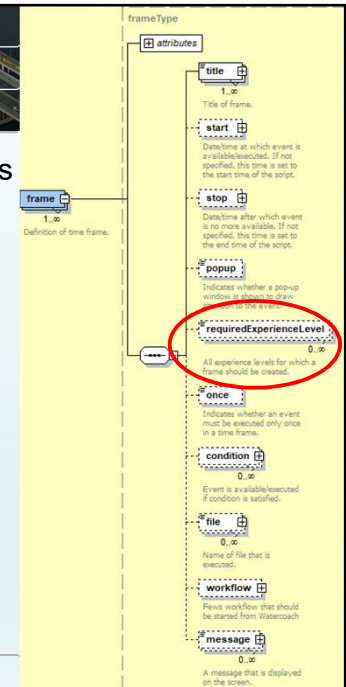 frameType
attributes
title
1..∞
Title of frame.
start
Date/time at which event is
available/executed. If not
specified, this time is set to
the start time of the script.
s
stop
Date/time after which event
is no more available. If not
specified, this time is set to
the end time of the script.
frame
1..∞
Definition of time frame.
popup
Indicates whether a pop-up
window is shown to draw
attention to the event.
requiredExperienceLevel
0..∞
All experience levels for which a
frame should be created.
once
Indicates whether an event
must be executed only once
in a time frame.
condition
0..∞
Event is available/executed
if condition is satisfied.
file
0..∞
Name of file that is
executed.
workflow
Fews workflow that should
be started from Watercoach
message
0..∞
A message that is displayed
on the screen.